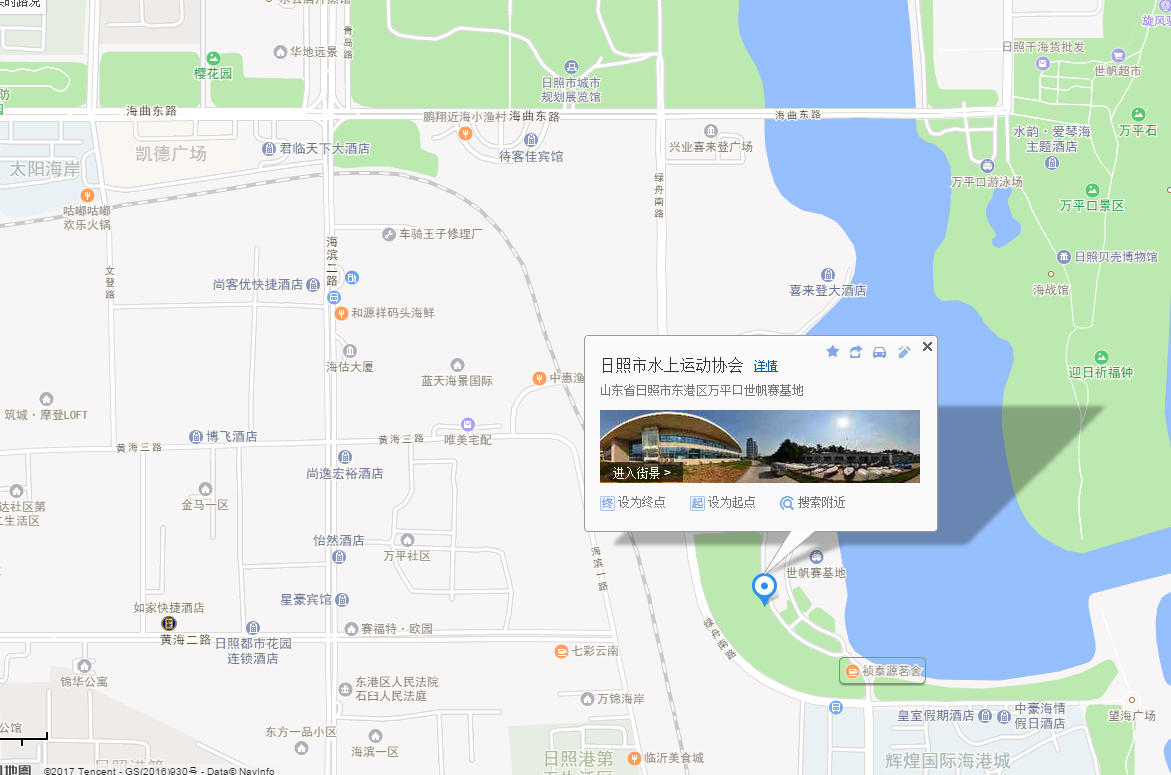 华地远景
樱花园
青岛路
日照市城市
规划展览馆
日照干海货批发
世帆超市
海曲东路
鹏翔近海小渔村
海曲东路
海曲东路
万平石
凯德广场
君临天下大酒店
待客佳宾馆
兴业喜来登广场
水韵·爱琴海
主题酒店
太阳海岸
万平口游泳场
咕嘟咕嘟
欢乐火锅
绿舟南路
万平口景区
车骑王子修理厂
海滨二路
文登路
日照贝壳博物馆
尚客优快捷酒店
喜来登大酒店
海战馆
和源祥码头海鲜
海估大厦
蓝天海景国际
中惠渔
日照市水上运动协会 详情
山东省日照市东港区万平口世帆赛基地
进入街景 >
终 设为终点
起 设为起点
搜索附近
迎日祈福钟
筑城·摩登LOFT
博飞酒店
黄海三路
黄海三路
唯美宅配
尚逸宏裕酒店
金马一区
达社区第
二生活区
怡然酒店
万平社区
海滨一路
世帆赛基地
星豪宾馆
如家快捷酒店
黄海二路
日照都市花园
连锁酒店
赛福特·欧园
七彩云南
绿舟南路
祯泰源茗舍
锦华公寓
东港区人民法院
石臼人民法庭
万锦海岸
皇室假期酒店
中豪海情
假日酒店
望海广场
公馆
东方一品小区
海滨一区
日照港第
临沂美食城
辉煌国际海港城
©2017 Tencent - GS(2016)930号 - Data© NavInfo